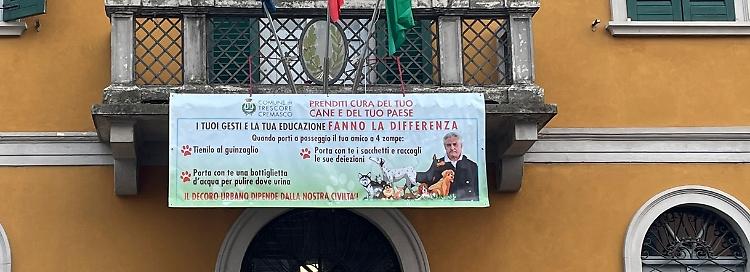 COMUNE DI
TRESCORE
CREMASCO
PRENDITI CURA DEL TUO
CANE E DEL TUO PAESE
I TUOI GESTI E LA TUA EDUCAZIONE FANNO LA DIFFERENZA
Quando porti a passeggio il tuo amico a 4 zampe:
Tienilo al guinzaglio
Porta con te i sacchetti e raccogli
le sue deiezioni
Porta con te una bottiglietta
d'acqua per pulire dove urina
IL DECORO URBANO DIPENDE DALLA NOSTRA CIVILTA'!